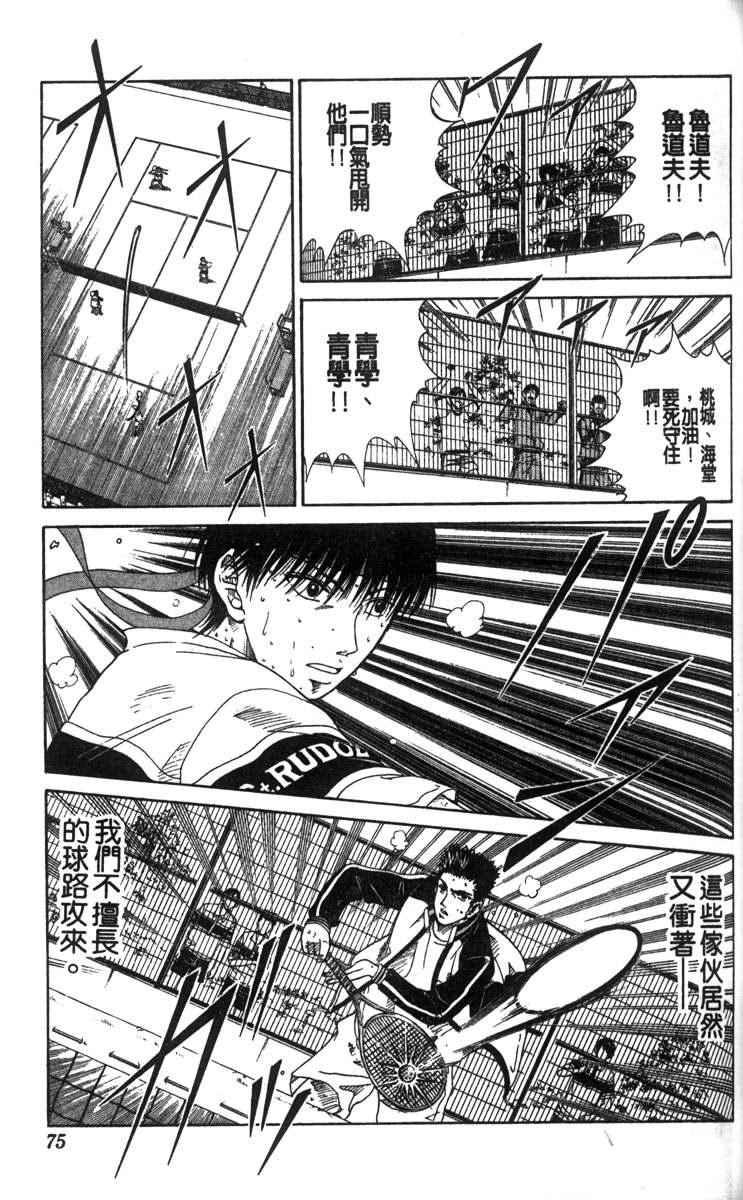 魯道夫！
魯道夫！！
順勢
一口氣甩開
他們！！
桃城、海堂
，加油！
要死守住
啊！！
青學、
青學！！
St.RUDOL
這些傢伙居然
又衝著──
我們不擅長
的球路攻來。
75